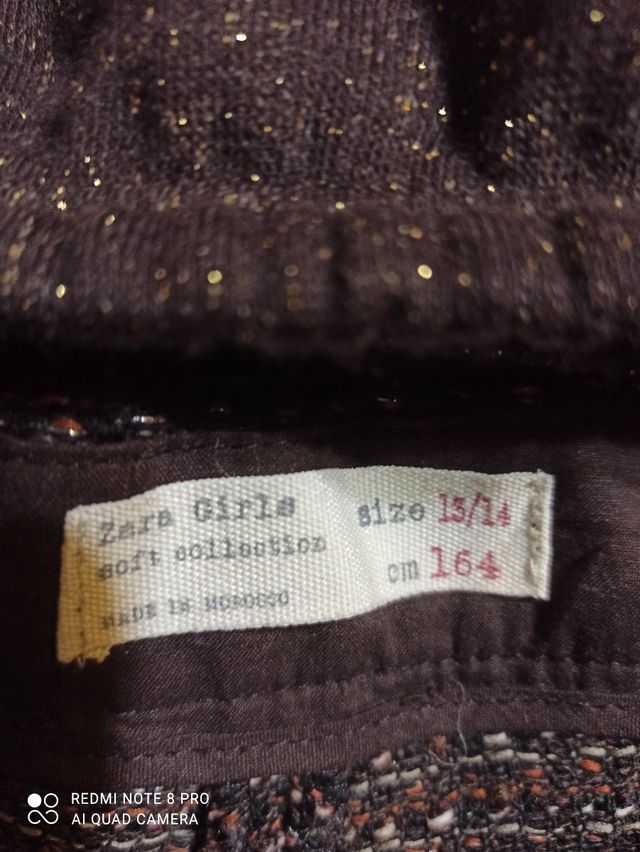 Zara Girls
soft collection
MADE IN MOROCCO
size 13/14
cm 164
REDMI NOTE 8 PRO
AI QUAD CAMERA